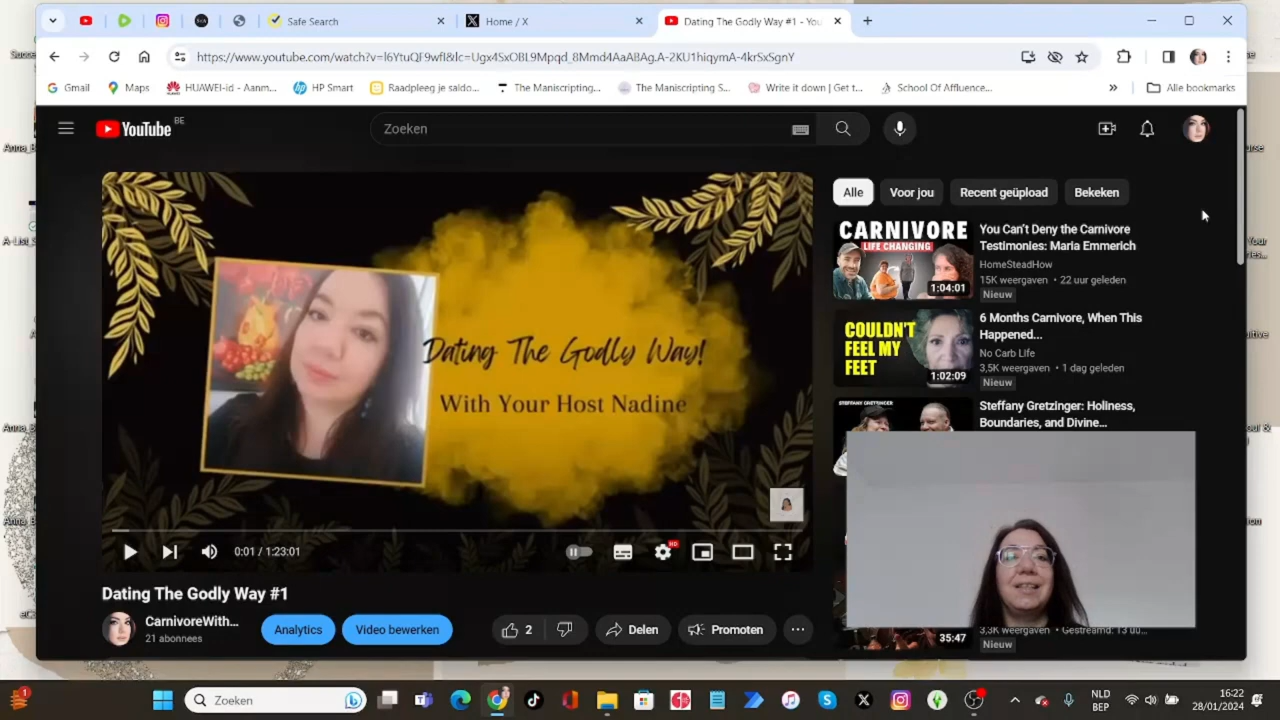 Safe Search
Home / X
Dating The Godly Way #1 - You
https://www.youtube.com/watch?v=l6YtuQF9wfI&lc=Ugx4SxOBL9Mpqd_8Mmd4AaABAg.A-2KU1hiqymA-4krSxSgnY
Gmail
Maps
HUAWEI-id - Aanm...
HP Smart
Raadpleeg je eindo...
The Maniscripting...
The Maniscripting S...
Write it down | Get t...
School Of Affluence...
»
Alle bookmarks
YouTube BE
Zoeken
Alle
Voor jou
Recent geüpload
Bekeken
Dating The Godly Way!
With Your Host Nadine
0:01 / 1:23:01
HD
Dating The Godly Way #1
CarnivoreWith...
21 abonnees
Analytics
Video bewerken
2
Delen
Promoten
CARNIVORE
LIFE CHANGING
1:04:01
You Can't Deny the Carnivore
Testimonies: Maria Emmerich
HomeSteadHow
15K weergaven • 22 uur geleden
Nieuw
COULDN'T
FEEL MY
FEET
1:02:09
6 Months Carnivore, When This
Happened...
No Carb Life
3,5K weergaven • 1 dag geleden
Nieuw
STEFFANY GRETZINGER
Steffany Gretzinger: Holiness,
Boundaries, and Divine...
35:47
3,3K weergaven • Gestreamd: 13 uu...
Nieuw
1
Zoeken
NLD
BEP
16:22
28/01/2024